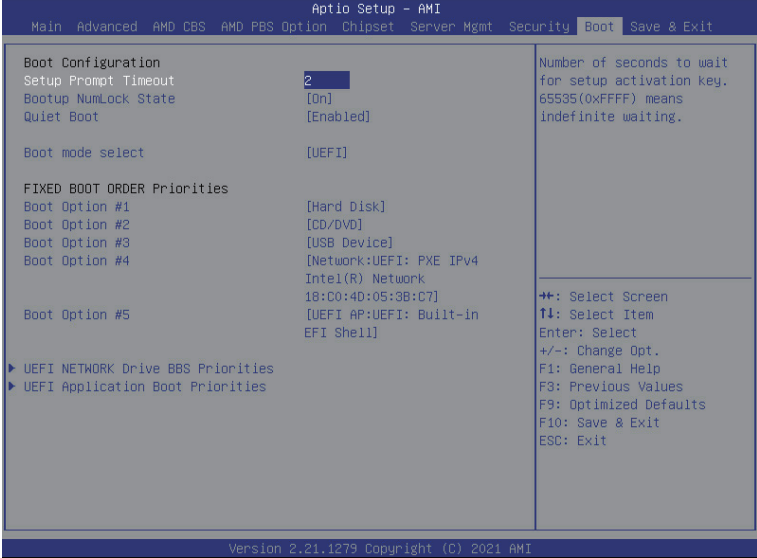 Aptio Setup – AMI
Main Advanced AMD CBS AMD PBS Option Chipset Server Mgmt Security Boot Save & Exit
Boot Configuration
Setup Prompt Timeout 2
Bootup NumLock State [On]
Quiet Boot [Enabled]
Boot mode select [UEFI]
FIXED BOOT ORDER Priorities
Boot Option #1 [Hard Disk]
Boot Option #2 [CD/DVD]
Boot Option #3 [USB Device]
Boot Option #4 [Network:UEFI: PXE IPv4
Intel(R) Network
18:C0:4D:05:3B:C7]
Boot Option #5 [UEFI AP:UEFI: Built-in
EFI Shell]
▶ UEFI NETWORK Drive BBS Priorities
▶ UEFI Application Boot Priorities
Number of seconds to wait
for setup activation key.
65535(0xFFFF) means
indefinite waiting.
→←: Select Screen
↑↓: Select Item
Enter: Select
+/-: Change Opt.
F1: General Help
F3: Previous Values
F9: Optimized Defaults
F10: Save & Exit
ESC: Exit
Version 2.21.1279 Copyright (C) 2021 AMI